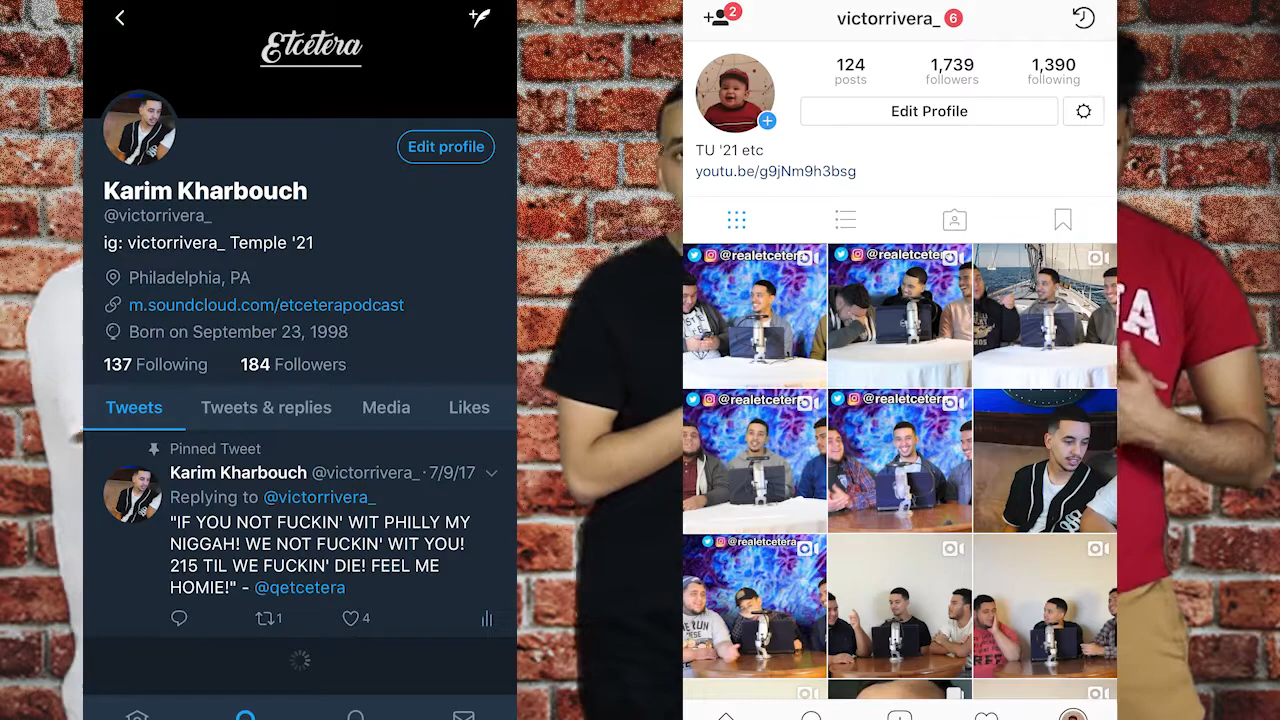 Etcetera
Edit profile
Karim Kharbouch
@victorrivera_
ig: victorrivera_ Temple '21
Philadelphia, PA
m.soundcloud.com/etceterapodcast
Born on September 23, 1998
137 Following 184 Followers
Tweets Tweets & replies Media Likes
Pinned Tweet
Karim Kharbouch @victorrivera_ · 7/9/17
Replying to @victorrivera_
"IF YOU NOT FUCKIN' WIT PHILLY MY
NIGGAH! WE NOT FUCKIN' WIT YOU!
215 TIL WE FUCKIN' DIE! FEEL ME
HOMIE!" - @qetcetera
1 4
2
victorrivera_ 6
124 1,739 1,390
posts followers following
Edit Profile
TU '21 etc
youtu.be/g9jNm9h3bsg
@realetcetera
@realetcetera
@realetcetera
@realetcetera
@realetcetera